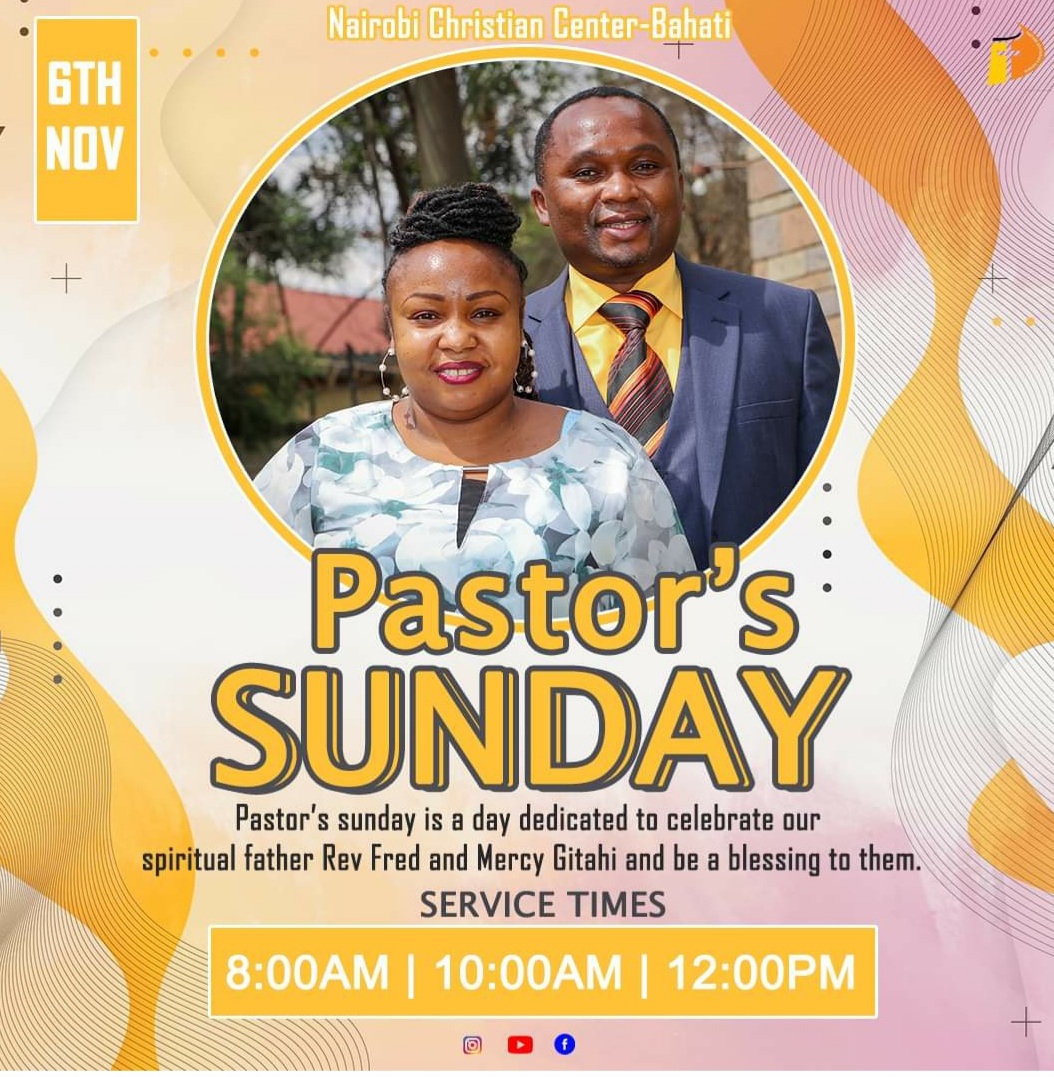 Nairobi Christian Center-Bahati
6TH
NOV
Pastor's
SUNDAY
Pastor's sunday is a day dedicated to celebrate our
spiritual father Rev Fred and Mercy Gitahi and be a blessing to them.
SERVICE TIMES
8:00AM | 10:00AM | 12:00PM